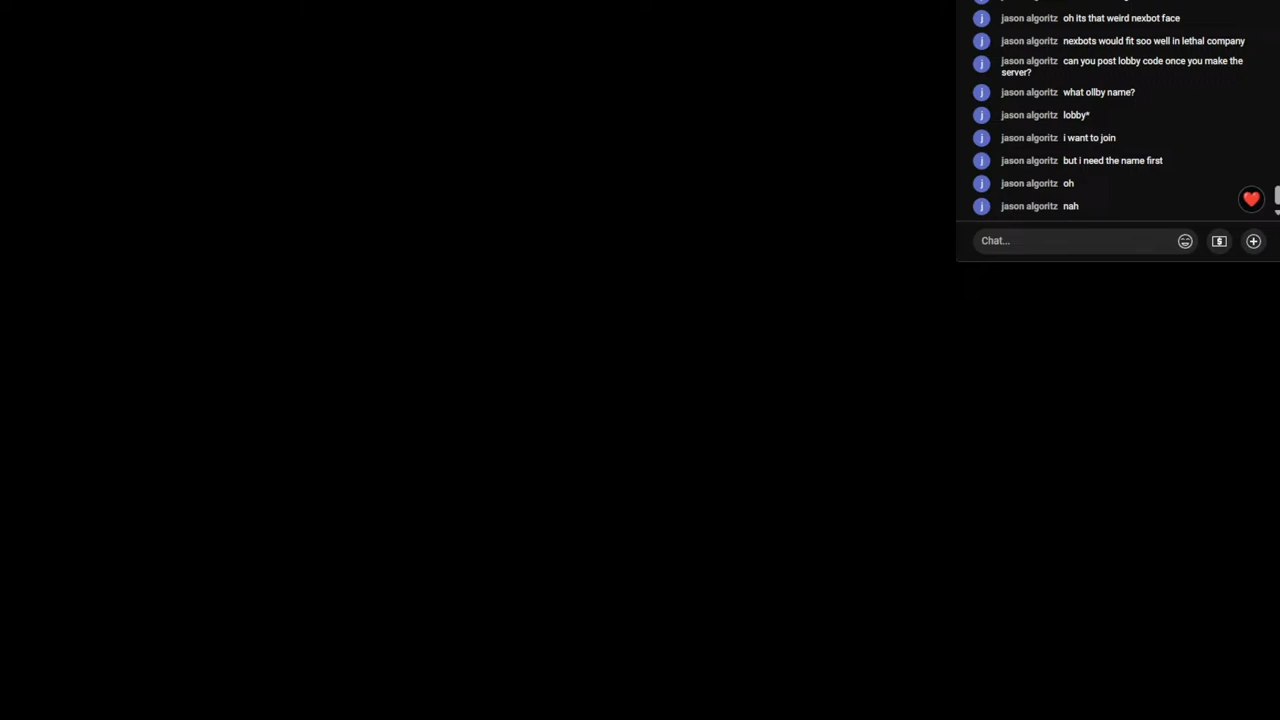 jason algoritz oh its that weird nexbot face
jason algoritz nexbots would fit soo well in lethal company
jason algoritz can you post lobby code once you make the
server?
jason algoritz what ollby name?
jason algoritz lobby*
jason algoritz i want to join
jason algoritz but i need the name first
jason algoritz oh
jason algoritz nah
Chat...